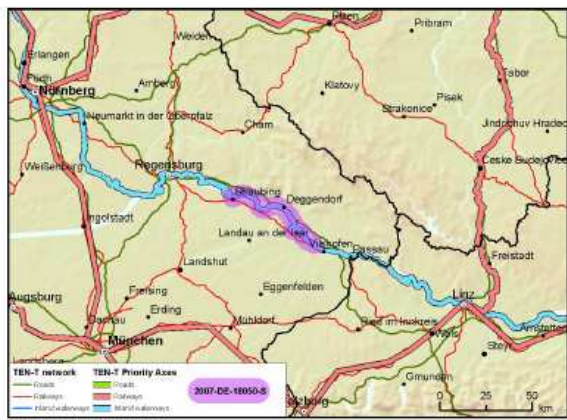 Weiden
Plzen
Pribram
Erlangen
Fürth
Nürnberg
Amberg
Klatovy
Tabor
Pisek
Strakonice
Neumarkt in der Oberpfalz
Cham
Jindrichuv Hradec
Weißenburg
Regensburg
Ceske Budejovice
Straubing
Deggendorf
Ingolstadt
Landau an der Isar
Vilshofen
Passau
Freistadt
Landshut
Eggenfelden
Linz
Augsburg
Freising
Erding
Dachau
Mühldorf
Ried im Innkreis
Wels
Amstetten
München
Steyr
Landsberg
Gmunden
Salzburg
TEN-T network
TEN-T Priority Axes
Roads
Roads
Railways
Railways
Inland waterways
Inland waterways
2007-DE-18050-S
0 25 50
km